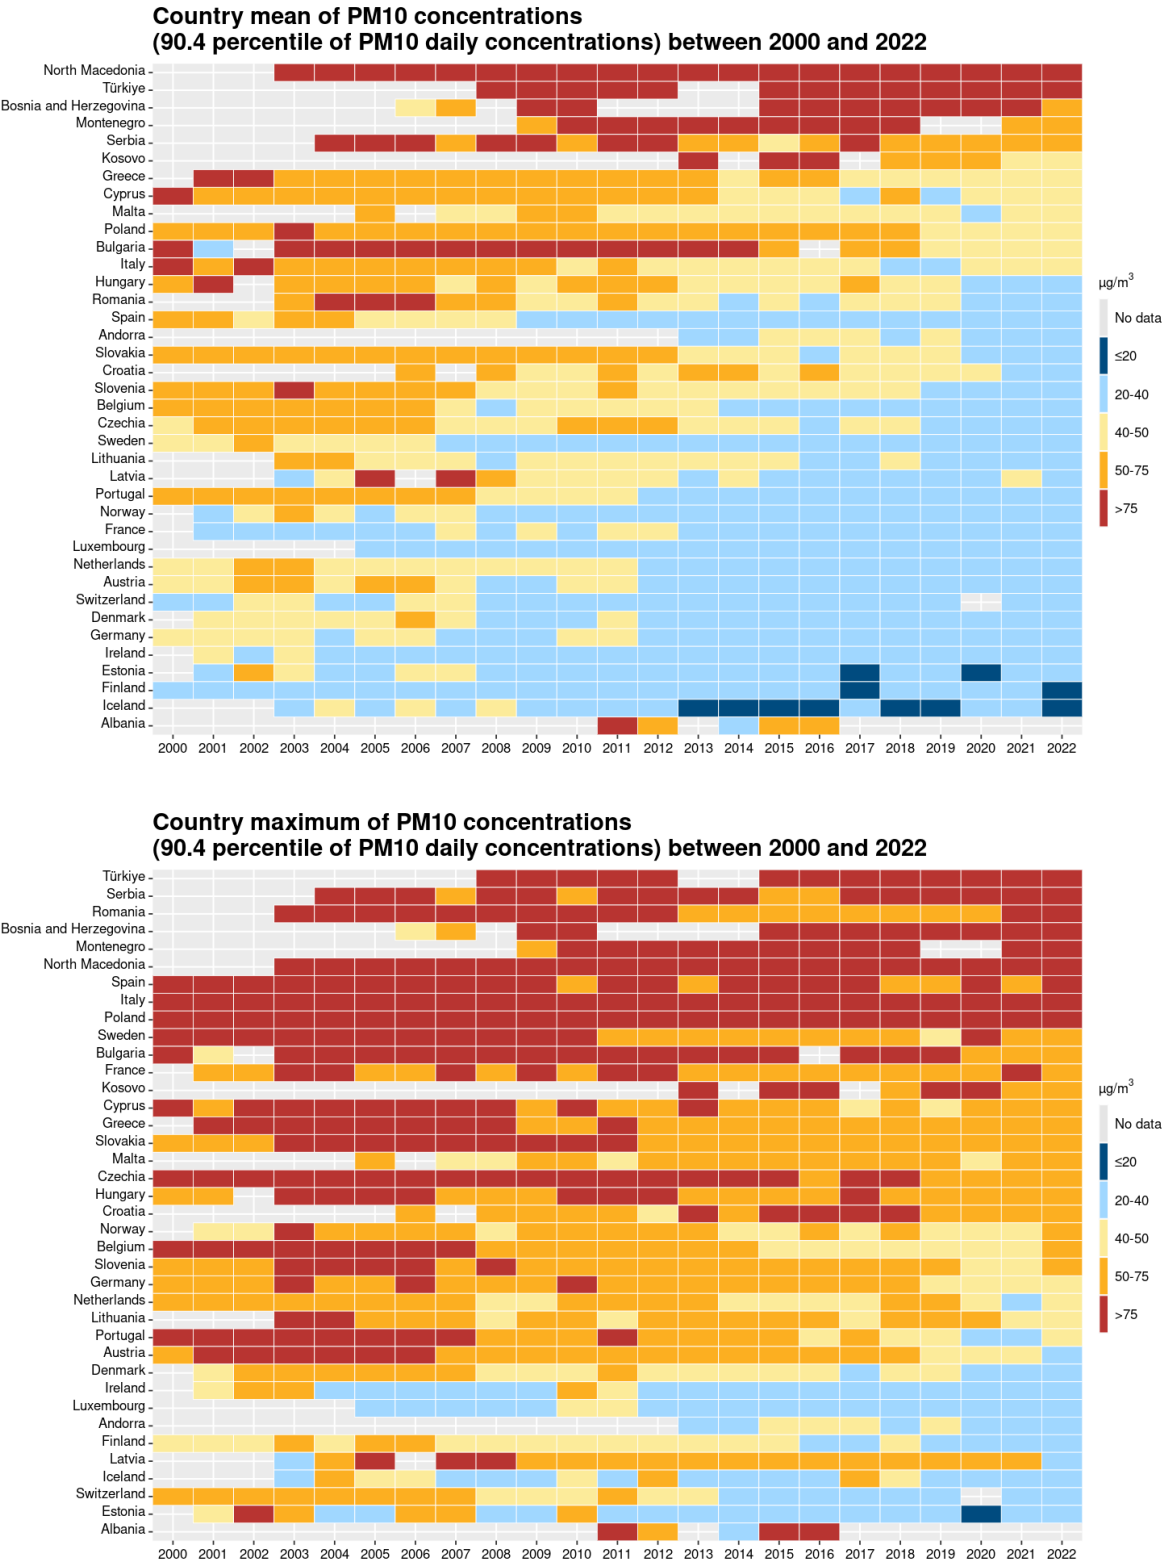 Country mean of PM10 concentrations
(90.4 percentile of PM10 daily concentrations) between 2000 and 2022
North Macedonia
Türkiye
Bosnia and Herzegovina
Montenegro
Serbia
Kosovo
Greece
Cyprus
Malta
Poland
Bulgaria
Italy
Hungary
Romania
Spain
Andorra
Slovakia
Croatia
Slovenia
Belgium
Czechia
Sweden
Lithuania
Latvia
Portugal
Norway
France
Luxembourg
Netherlands
Austria
Switzerland
Denmark
Germany
Ireland
Estonia
Finland
Iceland
Albania
2000 2001 2002 2003 2004 2005 2006 2007 2008 2009 2010 2011 2012 2013 2014 2015 2016 2017 2018 2019 2020 2021 2022
µg/m³
No data
≤20
20-40
40-50
50-75
>75
Country maximum of PM10 concentrations
(90.4 percentile of PM10 daily concentrations) between 2000 and 2022
Türkiye
Serbia
Romania
Bosnia and Herzegovina
Montenegro
North Macedonia
Spain
Italy
Poland
Sweden
Bulgaria
France
Kosovo
Cyprus
Greece
Slovakia
Malta
Czechia
Hungary
Croatia
Norway
Belgium
Slovenia
Germany
Netherlands
Lithuania
Portugal
Austria
Denmark
Ireland
Luxembourg
Andorra
Finland
Latvia
Iceland
Switzerland
Estonia
Albania
2000 2001 2002 2003 2004 2005 2006 2007 2008 2009 2010 2011 2012 2013 2014 2015 2016 2017 2018 2019 2020 2021 2022
µg/m³
No data
≤20
20-40
40-50
50-75
>75